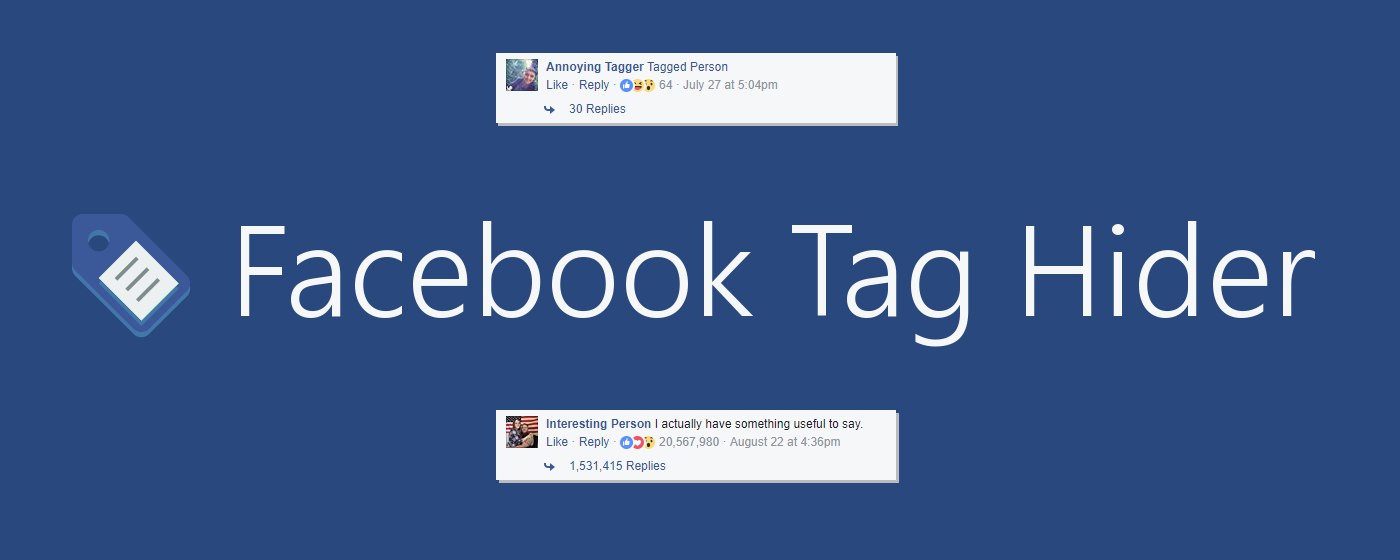 Annoying Tagger Tagged Person
Like · Reply · 64 · July 27 at 5:04pm
30 Replies
Facebook Tag Hider
Interesting Person I actually have something useful to say.
Like · Reply · 20,567,980 · August 22 at 4:36pm
1,531,415 Replies